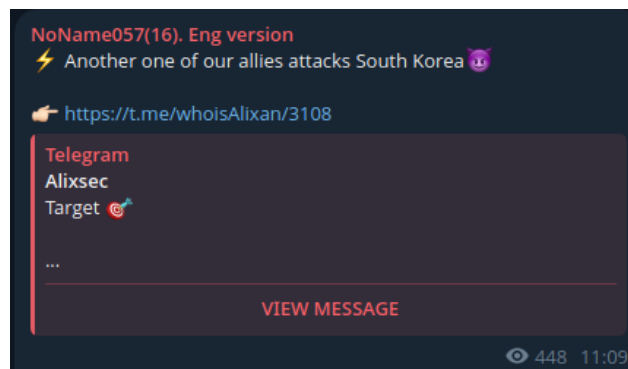 NoName057(16). Eng version
⚡ Another one of our allies attacks South Korea😈
👉🏻 https://t.me/whoisAlixan/3108
Telegram
Alixsec
Target 🎯
...
VIEW MESSAGE
448 11:09